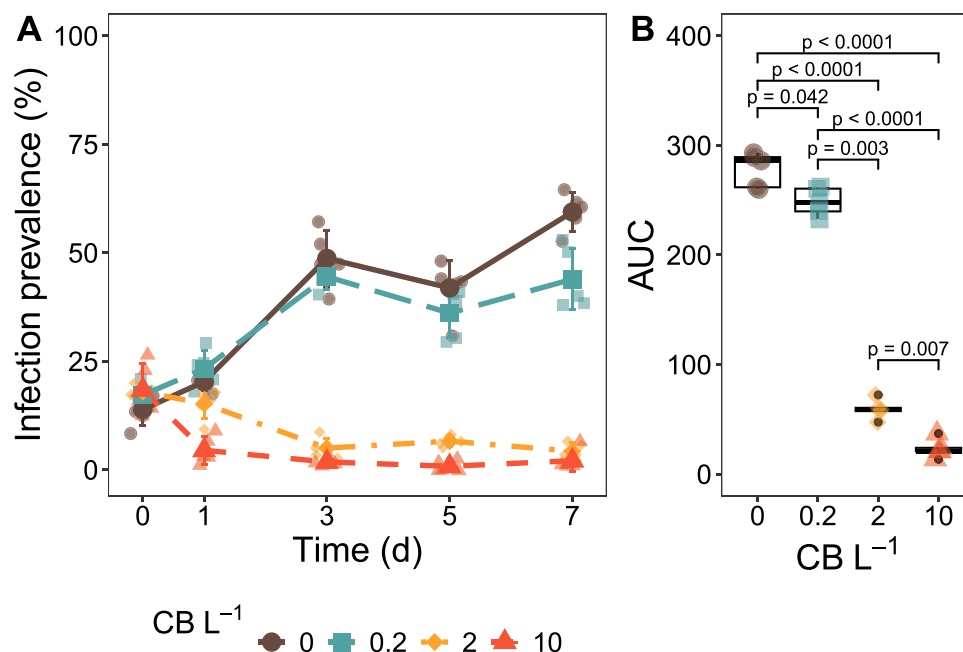 A
Infection prevalence (%)
100
75
50
25
0
0 1 3 5 7
Time (d)
B
AUC
400
300
200
100
0
p < 0.0001
p < 0.0001
p = 0.042
p < 0.0001
p = 0.003
p = 0.007
0 0.2 2 10
CB L⁻¹
CB L⁻¹
0 0.2 2 10